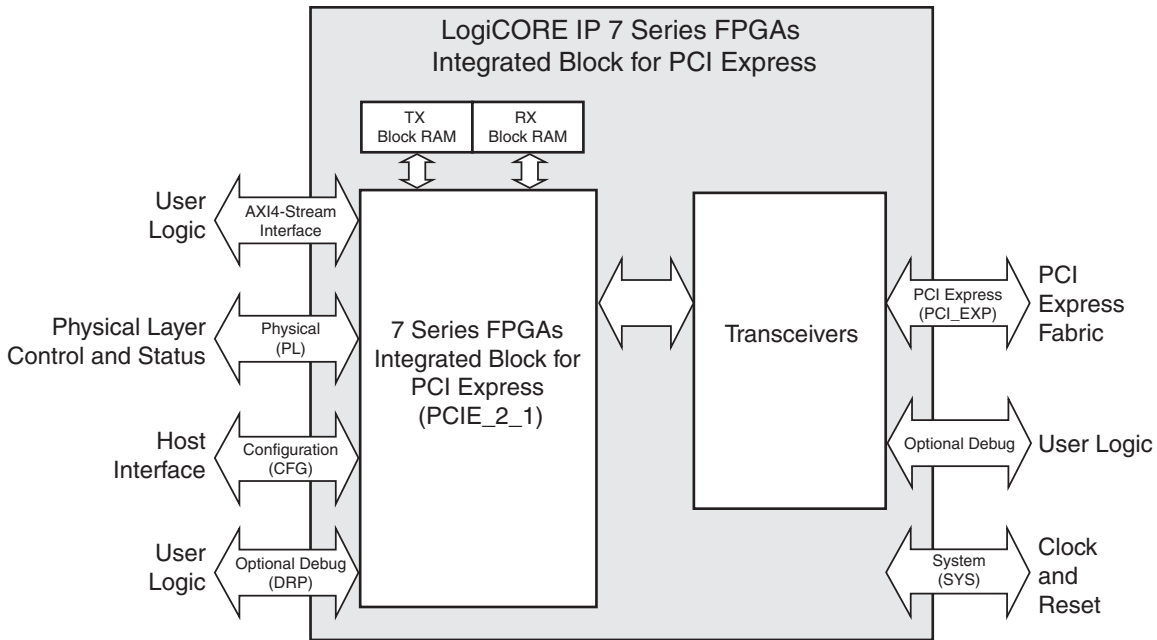 LogiCORE IP 7 Series FPGAs
Integrated Block for PCI Express
TX
Block RAM
RX
Block RAM
User
Logic
AXI4-Stream
Interface
Physical Layer
Control and Status
Physical
(PL)
Host
Interface
Configuration
(CFG)
User
Logic
Optional Debug
(DRP)
7 Series FPGAs
Integrated Block for
PCI Express
(PCIE_2_1)
Transceivers
PCI Express
(PCI_EXP)
PCI
Express
Fabric
Optional Debug
User Logic
System
(SYS)
Clock
and
Reset